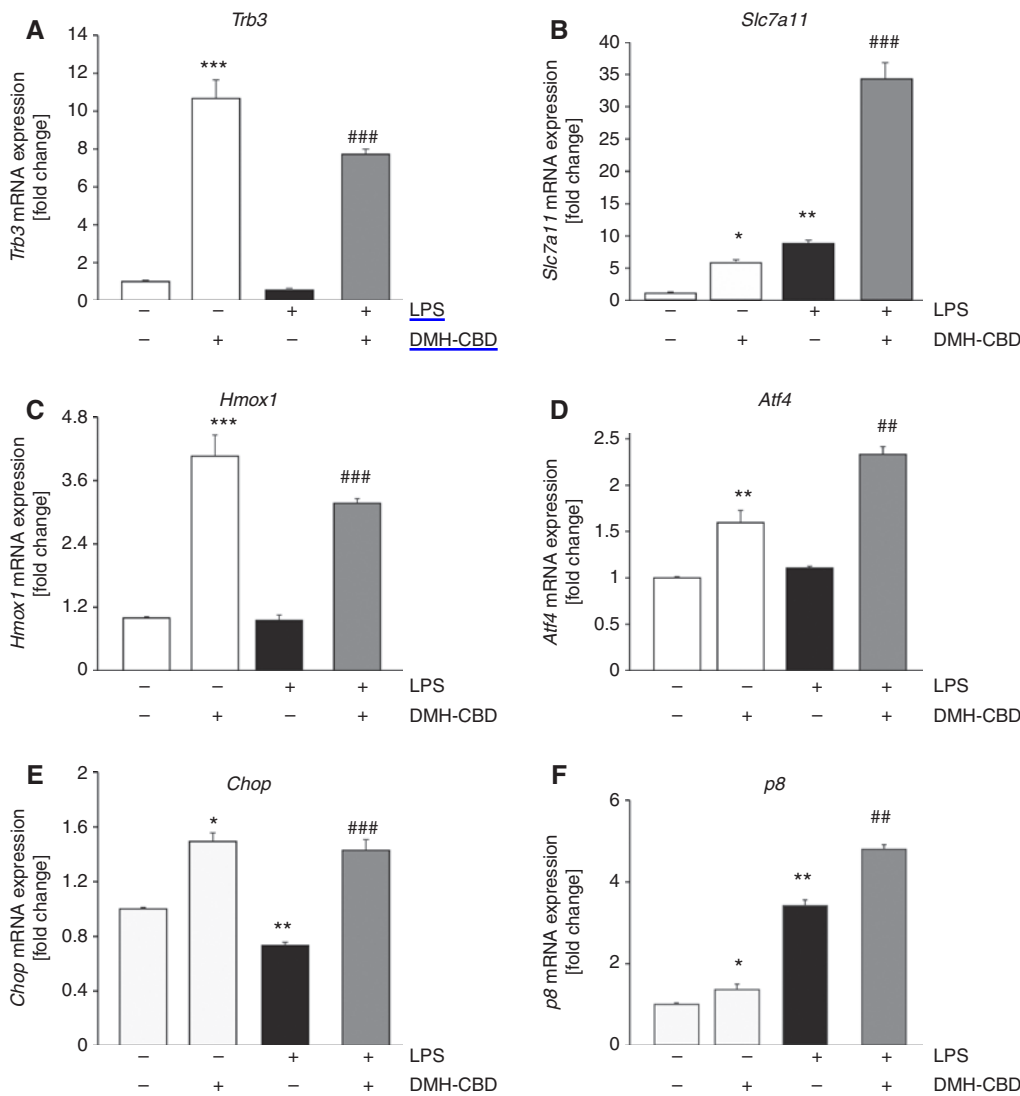 A
Trb3
14
12
10
8
6
4
2
0
Trb3 mRNA expression
[fold change]
***
###
– – + + LPS
– + – + DMH-CBD
B
Slc7a11
40
35
30
25
20
15
10
5
0
Slc7a11 mRNA expression
[fold change]
*
**
###
– – + + LPS
– + – + DMH-CBD
C
Hmox1
4.8
3.6
2.4
1.2
0
Hmox1 mRNA expression
[fold change]
***
###
– – + + LPS
– + – + DMH-CBD
D
Atf4
2.5
2
1.5
1
0.5
0
Atf4 mRNA expression
[fold change]
**
##
– – + + LPS
– + – + DMH-CBD
E
Chop
2
1.6
1.2
0.8
0.4
0
Chop mRNA expression
[fold change]
*
**
###
– – + + LPS
– + – + DMH-CBD
F
p8
6
4
2
0
p8 mRNA expression
[fold change]
*
**
##
– – + + LPS
– + – + DMH-CBD